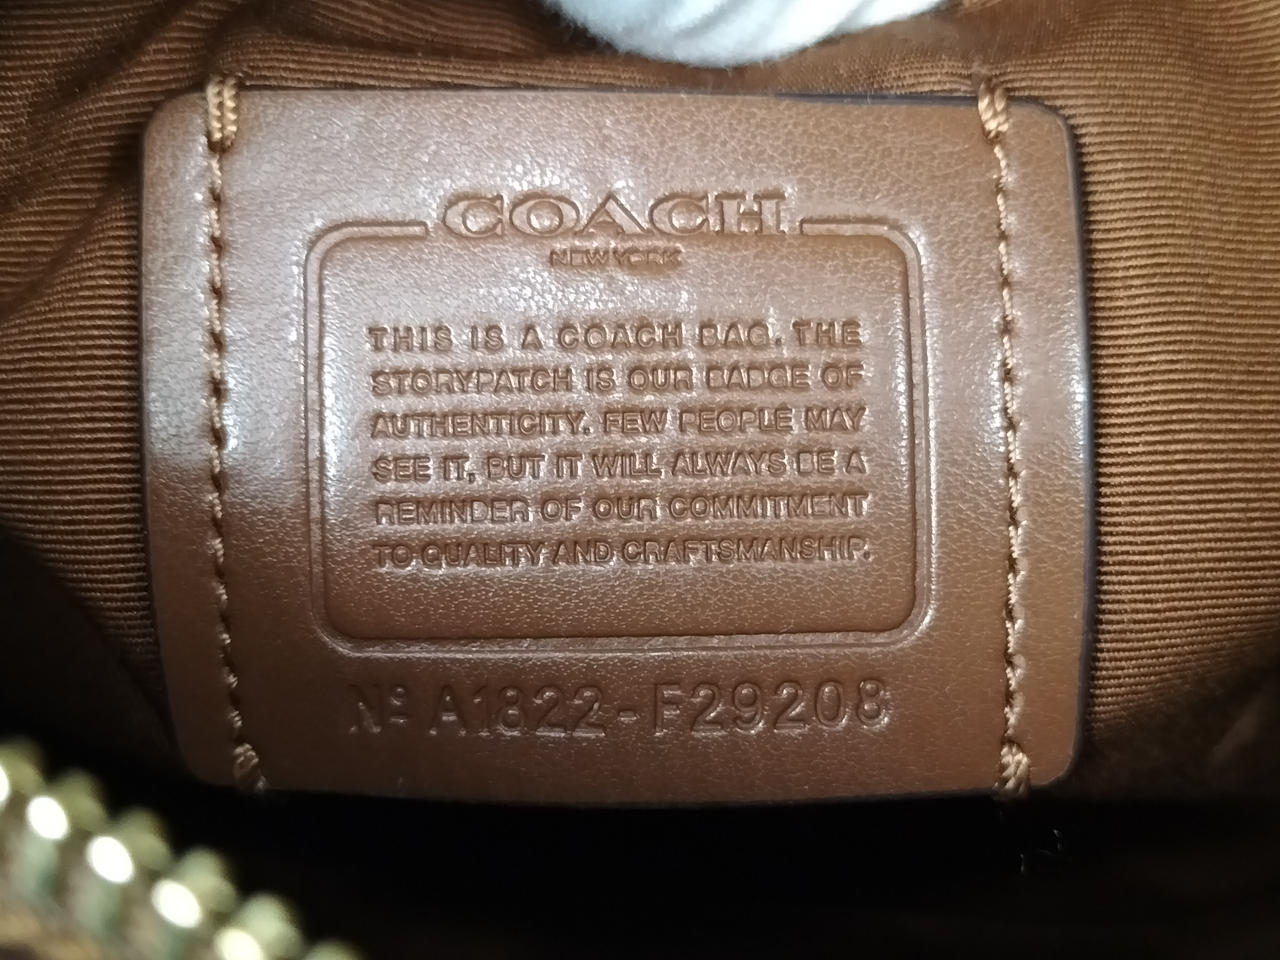 COACH
NEW YORK
THIS IS A COACH BAG. THE
STORYPATCH IS OUR BADGE OF
AUTHENTICITY. FEW PEOPLE MAY
SEE IT, BUT IT WILL ALWAYS BE A
REMINDER OF OUR COMMITMENT
TO QUALITY AND CRAFTSMANSHIP.
Nº A1822-F29208